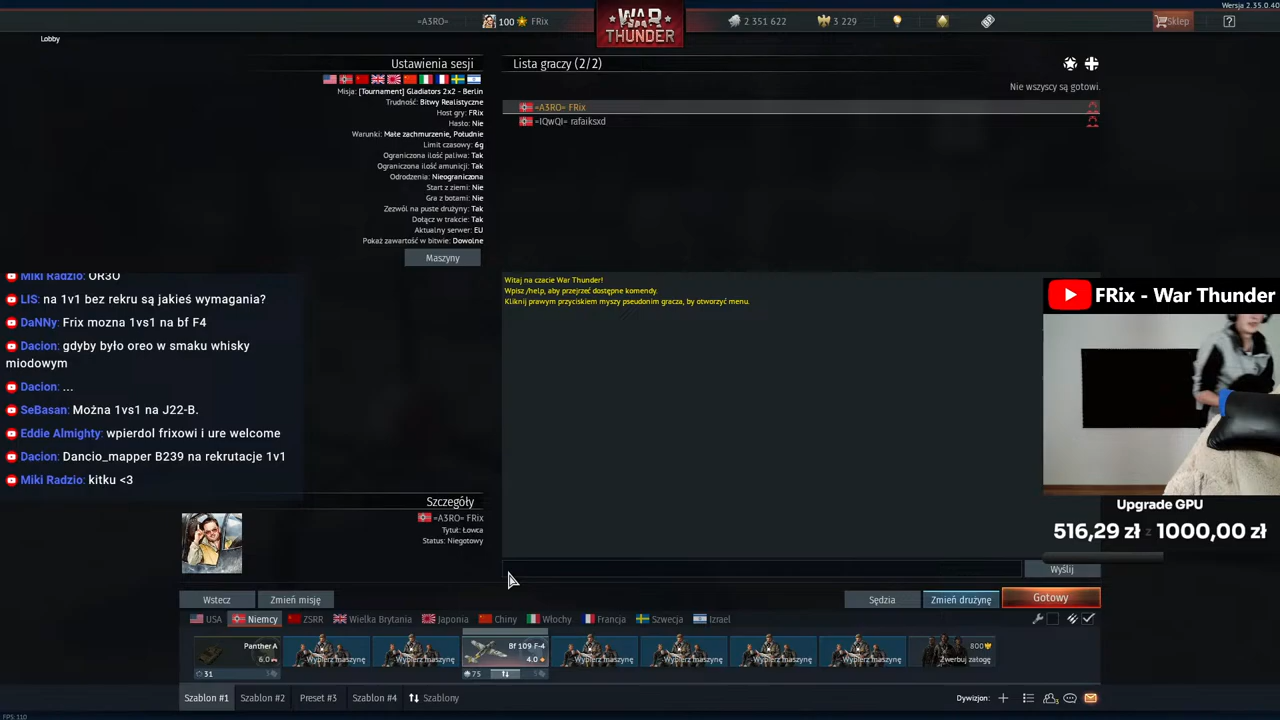 Wersja 2.35.0.40
=A3RO=
100 FRix
WAR THUNDER
2 351 622
3 229
Sklep
Lobby
Ustawienia sesji
Misja: [Tournament] Gladiators 2x2 - Berlin
Trudność: Bitwy Realistyczne
Host gry: FRix
Hasło: Nie
Warunki: Małe zachmurzenie, Południe
Limit czasowy: 6g
Ograniczona ilość paliwa: Tak
Ograniczona ilość amunicji: Tak
Odrodzenia: Nieograniczona
Start z ziemi: Nie
Gra z botami: Nie
Zezwól na puste drużyny: Tak
Dołącz w trakcie: Tak
Aktualny serwer: EU
Pokaż zawartość w bitwie: Dowolne
Maszyny
Lista graczy (2/2)
Nie wszyscy są gotowi.
=A3RO= FRix
=IQwQI= rafaiksxd
Witaj na czacie War Thunder!
Wpisz /help, aby przejrzeć dostępne komendy.
Kliknij prawym przyciskiem myszy pseudonim gracza, by otworzyć menu.
Miki Radzio: OR3O
LIS: na 1v1 bez rekru są jakieś wymagania?
DaNNy: Frix mozna 1vs1 na bf F4
Dacion: gdyby było oreo w smaku whisky
miodowym
Dacion: ...
SeBasan: Można 1vs1 na J22-B.
Eddie Almighty: wpierdol frixowi i ure welcome
Dacion: Dancio_mapper B239 na rekrutacje 1v1
Miki Radzio: kitku <3
FRix - War Thunder
Upgrade GPU
516,29 zł z 1000,00 zł
Szczegóły
=A3RO= FRix
Tytuł: Łowca
Status: Niegotowy
Wyślij
Wstecz
Zmień misję
Sędzia
Zmień drużynę
Gotowy
USA
Niemcy
ZSRR
Wielka Brytania
Japonia
Chiny
Włochy
Francja
Szwecja
Izrael
Panther A
6.0
31
Wybierz maszynę
Wybierz maszynę
Bf 109 F-4
4.0
75
Wybierz maszynę
Wybierz maszynę
Wybierz maszynę
Wybierz maszynę
800
Zwerbuj załogę
Szablon #1
Szablon #2
Preset #3
Szablon #4
Szablony
Dywizjon:
FPS: 110